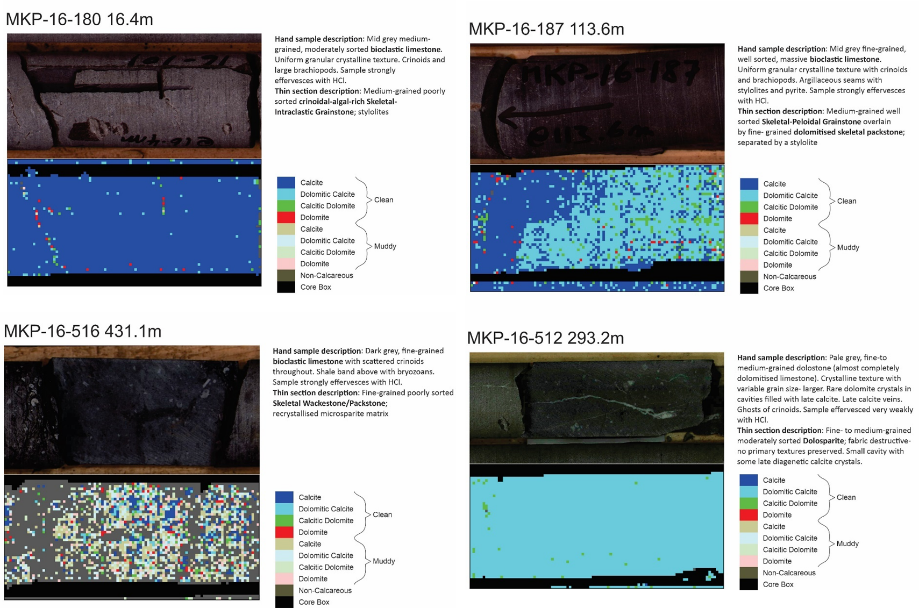 MKP-16-180 16.4m
Hand sample description: Mid grey medium-
grained, moderately sorted bioclastic limestone.
Uniform granular crystalline texture. Crinoids and
large brachiopods. Sample strongly
effervesces with HCl.
Thin section description: Medium-grained poorly
sorted crinoidal-algal-rich Skeletal-
Intraclastic Grainstone; stylolites
Calcite
Dolomitic Calcite
Calcitic Dolomite
Dolomite
Clean
Calcite
Dolomitic Calcite
Calcitic Dolomite
Dolomite
Muddy
Non-Calcareous
Core Box
MKP-16-187 113.6m
MKP-16-187
Hand sample description: Mid grey fine-grained,
well sorted, massive bioclastic limestone.
Uniform granular crystalline texture with crinoids
and brachiopods. Argillaceous seams with
stylolites and pyrite. Sample strongly effervesces
with HCl.
Thin section description: Medium-grained well
sorted Skeletal-Peloidal Grainstone overlain
by fine- grained dolomitised skeletal packstone;
separated by a stylolite
Calcite
Dolomitic Calcite
Calcitic Dolomite
Dolomite
Clean
Calcite
Dolomitic Calcite
Calcitic Dolomite
Dolomite
Muddy
Non-Calcareous
Core Box
MKP-16-516 431.1m
Hand sample description: Dark grey, fine-grained
bioclastic limestone with scattered crinoids
throughout. Shale band above with bryozoans.
Sample strongly effervesces with HCl.
Thin section description: Fine-grained poorly sorted
Skeletal Wackestone/Packstone;
recrystallised microsparite matrix
Calcite
Dolomitic Calcite
Calcitic Dolomite
Dolomite
Clean
Calcite
Dolomitic Calcite
Calcitic Dolomite
Dolomite
Muddy
Non-Calcareous
Core Box
MKP-16-512 293.2m
Hand sample description: Pale grey, fine-to
medium-grained dolostone (almost completely
dolomitised limestone). Crystalline texture with
variable grain size- larger. Rare dolomite crystals in
cavities filled with late calcite. Late calcite veins.
Ghosts of crinoids. Sample effervesced very weakly
with HCl.
Thin section description: Fine- to medium-grained
moderately sorted Dolosparite; fabric destructive-
no primary textures preserved. Small cavity with
some late diagenetic calcite crystals.
Calcite
Dolomitic Calcite
Calcitic Dolomite
Dolomite
Clean
Calcite
Dolomitic Calcite
Calcitic Dolomite
Dolomite
Muddy
Non-Calcareous
Core Box